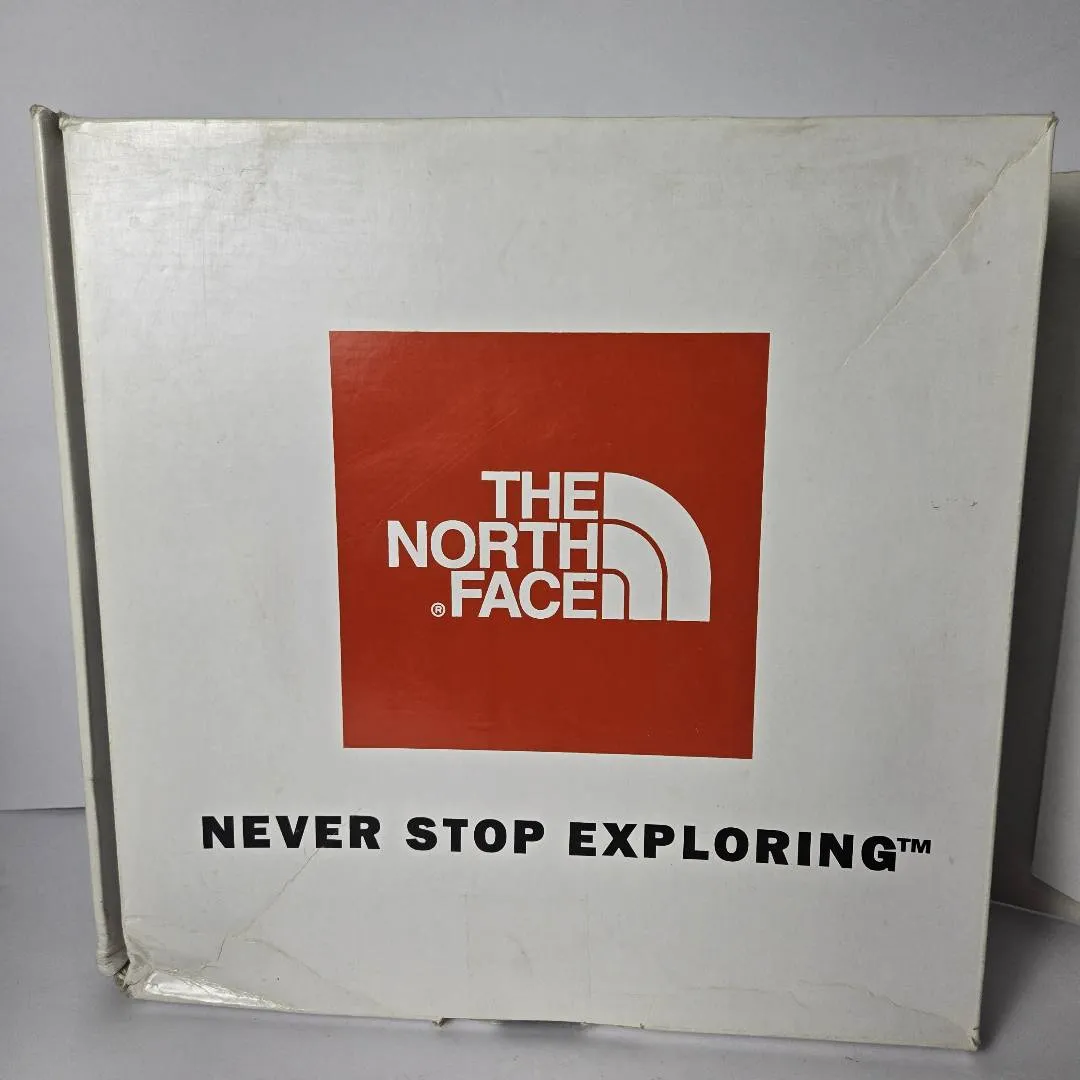 THE
NORTH
®FACE
NEVER STOP EXPLORING™